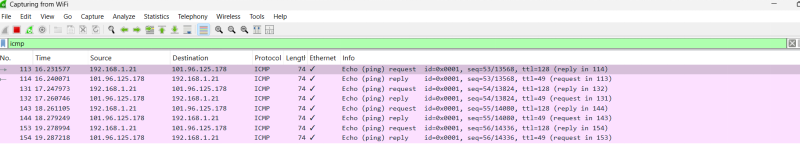 Capturing from WiFi
File Edit View Go Capture Analyze Statistics Telephony Wireless Tools Help
icmp
No. Time Source Destination Protocol Lengtl Ethernet Info
113 16.231577 192.168.1.21 101.96.125.178 ICMP 74 ✓ Echo (ping) request id=0x0001, seq=53/13568, ttl=128 (reply in 114)
114 16.240071 101.96.125.178 192.168.1.21 ICMP 74 ✓ Echo (ping) reply id=0x0001, seq=53/13568, ttl=49 (request in 113)
131 17.247973 192.168.1.21 101.96.125.178 ICMP 74 ✓ Echo (ping) request id=0x0001, seq=54/13824, ttl=128 (reply in 132)
132 17.260746 101.96.125.178 192.168.1.21 ICMP 74 ✓ Echo (ping) reply id=0x0001, seq=54/13824, ttl=49 (request in 131)
143 18.261105 192.168.1.21 101.96.125.178 ICMP 74 ✓ Echo (ping) request id=0x0001, seq=55/14080, ttl=128 (reply in 144)
144 18.279249 101.96.125.178 192.168.1.21 ICMP 74 ✓ Echo (ping) reply id=0x0001, seq=55/14080, ttl=49 (request in 143)
153 19.270994 192.168.1.21 101.96.125.178 ICMP 74 ✓ Echo (ping) request id=0x0001, seq=56/14336, ttl=128 (reply in 154)
154 19.287218 101.96.125.178 192.168.1.21 ICMP 74 ✓ Echo (ping) reply id=0x0001, seq=56/14336, ttl=49 (request in 153)